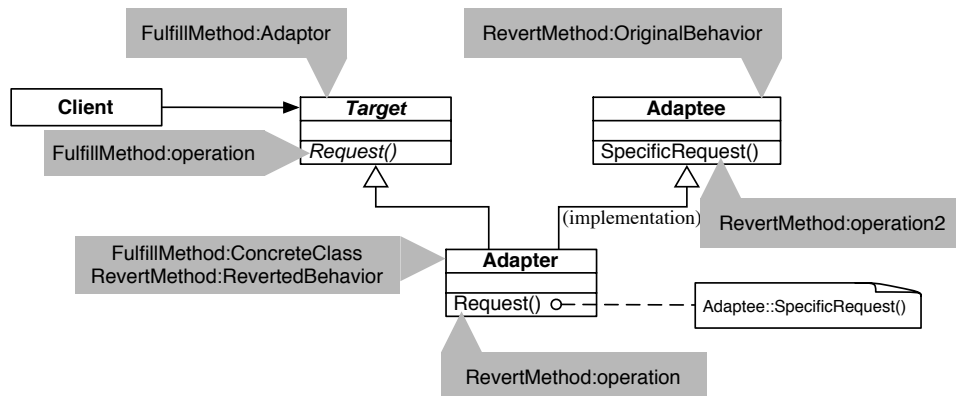 FulfillMethod:Adaptor
RevertMethod:OriginalBehavior
Client
Target
Adaptee
FulfillMethod:operation
Request()
SpecificRequest()
(implementation)
RevertMethod:operation2
FulfillMethod:ConcreteClass
RevertMethod:RevertedBehavior
Adapter
Request()
Adaptee::SpecificRequest()
RevertMethod:operation